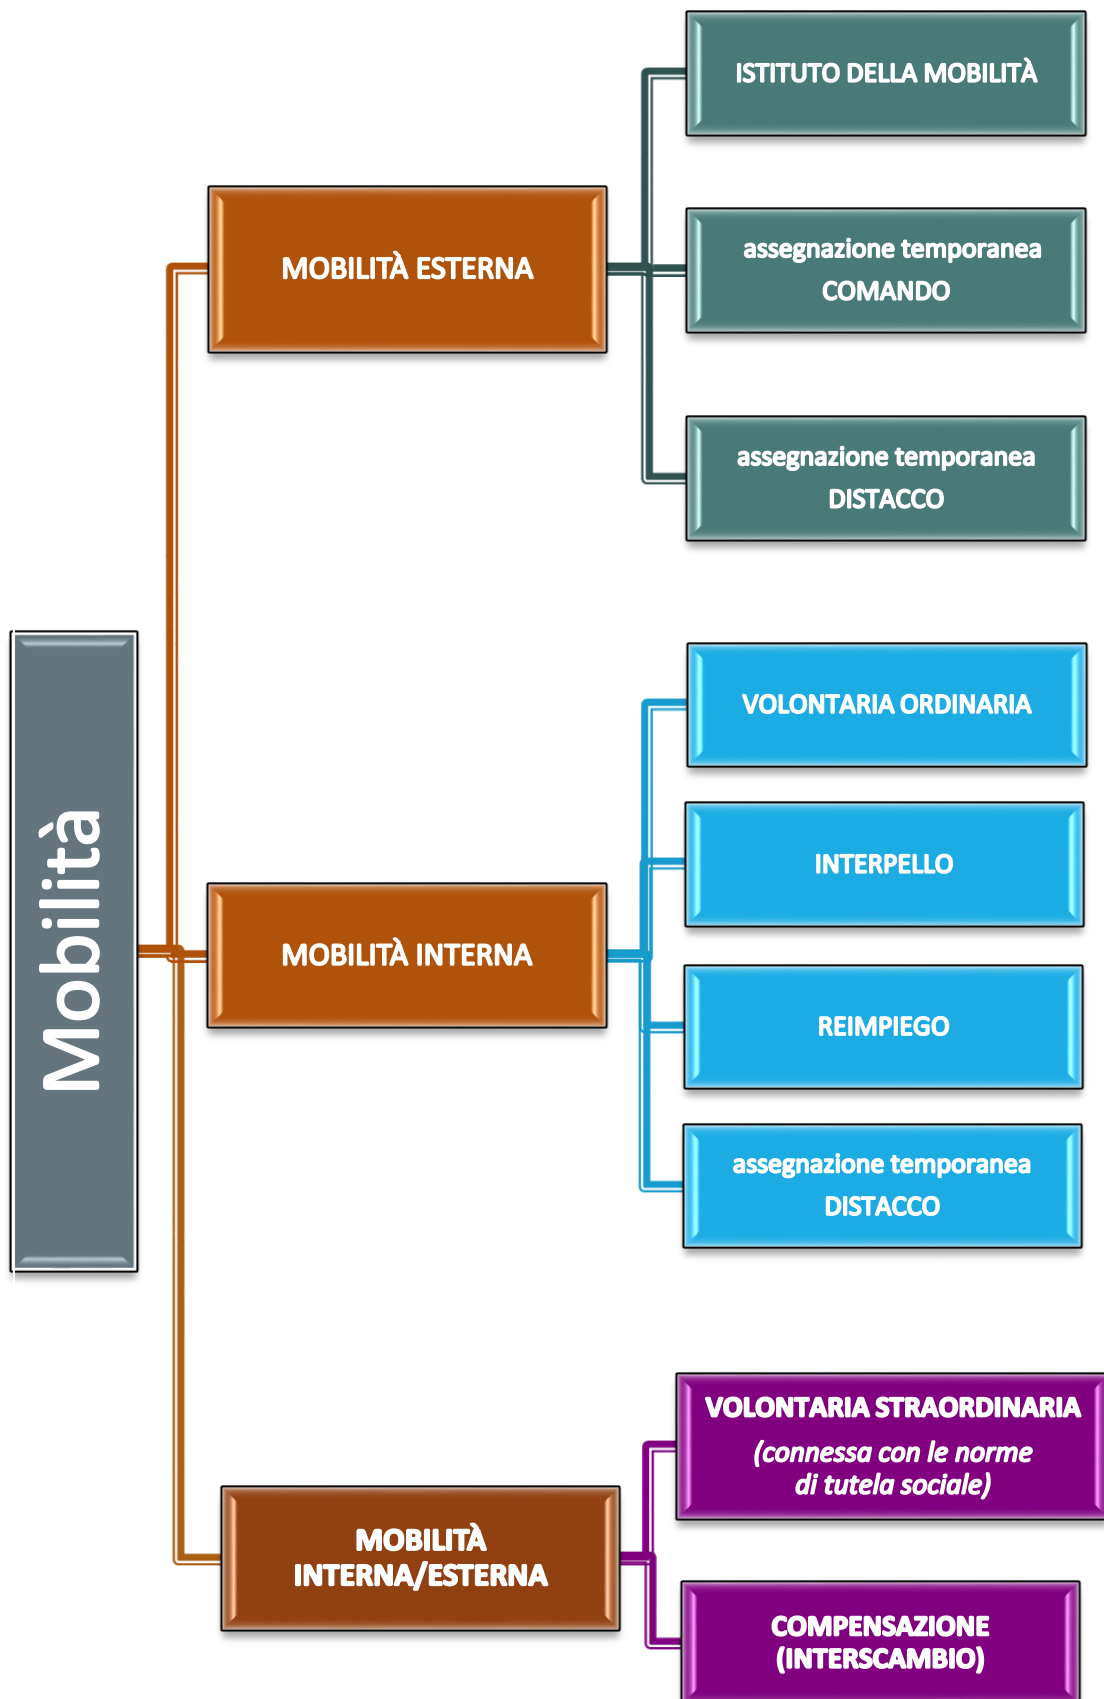 Mobilità
MOBILITÀ ESTERNA
ISTITUTO DELLA MOBILITÀ
assegnazione temporanea
COMANDO
assegnazione temporanea
DISTACCO
MOBILITÀ INTERNA
VOLONTARIA ORDINARIA
INTERPELLO
REIMPIEGO
assegnazione temporanea
DISTACCO
MOBILITÀ
INTERNA/ESTERNA
VOLONTARIA STRAORDINARIA
(connessa con le norme
di tutela sociale)
COMPENSAZIONE
(INTERSCAMBIO)